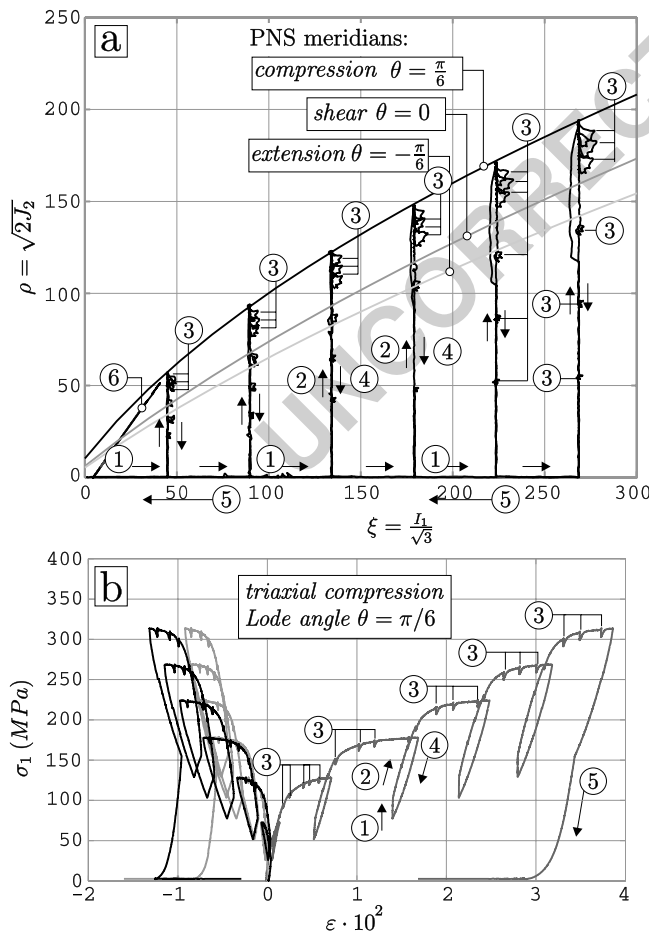 a
PNS meridians:
compression θ = π/6
shear θ = 0
extension θ = −π/6
UNCORRECT
250
200
150
100
50
0
ρ = √2J₂
3 3 3 3 3 3 3 3 3
6
2 4 2 4
1 1 1
0 50 100 150 200 250 300
5 5
ξ = I₁/√3
b
triaxial compression
Lode angle θ = π/6
400
350
300
250
200
150
100
50
0
σ₁ (MPa)
3 3 3 3 3
2 4
1 5
-2 -1 0 1 2 3 4
ε · 10²